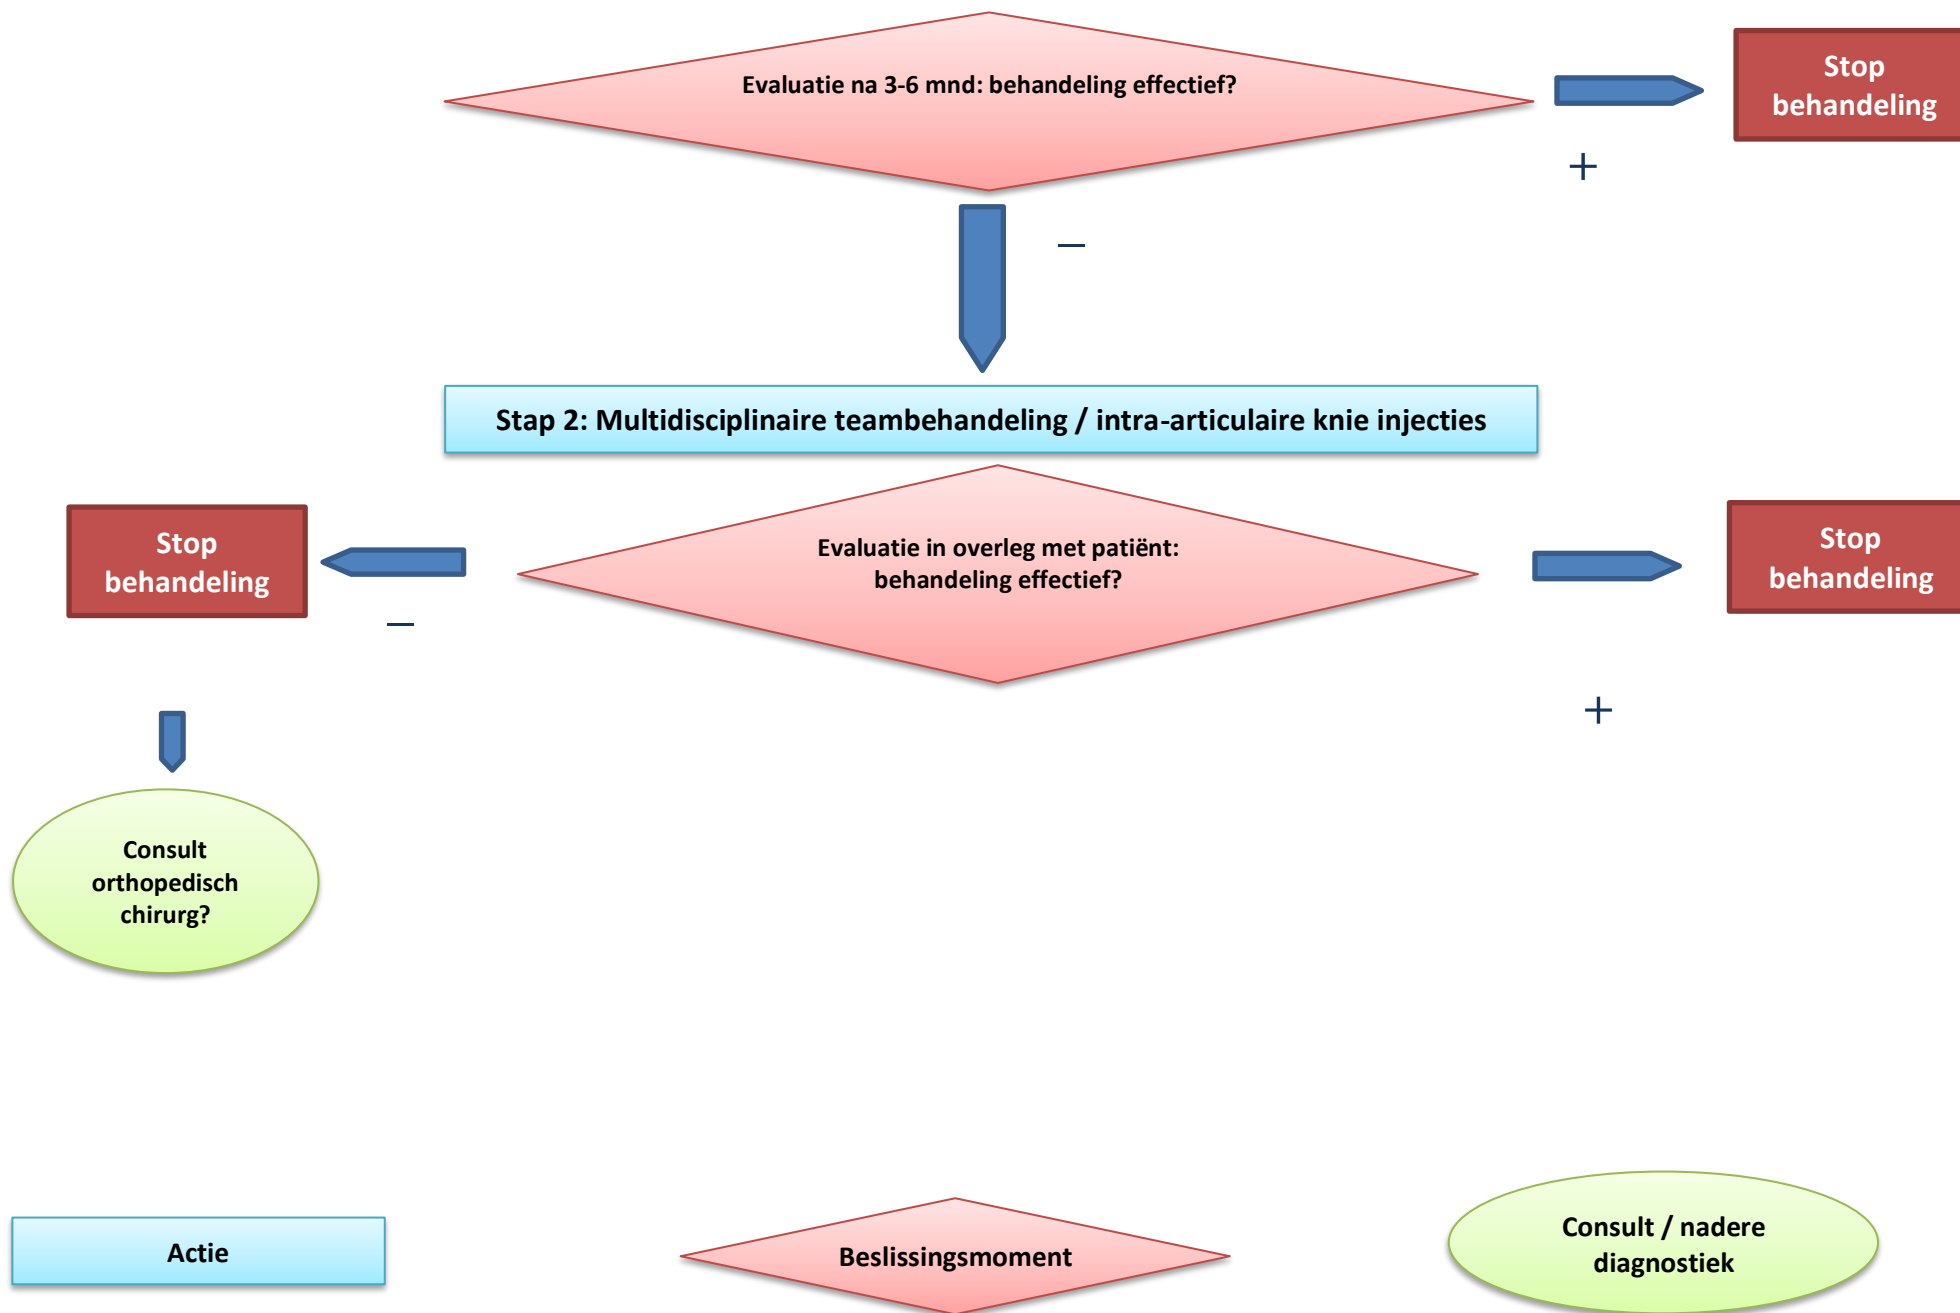 Evaluatie na 3-6 mnd: behandeling effectief?
Stop
behandeling
+
–
Stap 2: Multidisciplinaire teambehandeling / intra-articulaire knie injecties
Stop
behandeling
Evaluatie in overleg met patiënt:
behandeling effectief?
Stop
behandeling
–
+
Consult
orthopedisch
chirurg?
Actie
Beslissingsmoment
Consult / nadere
diagnostiek